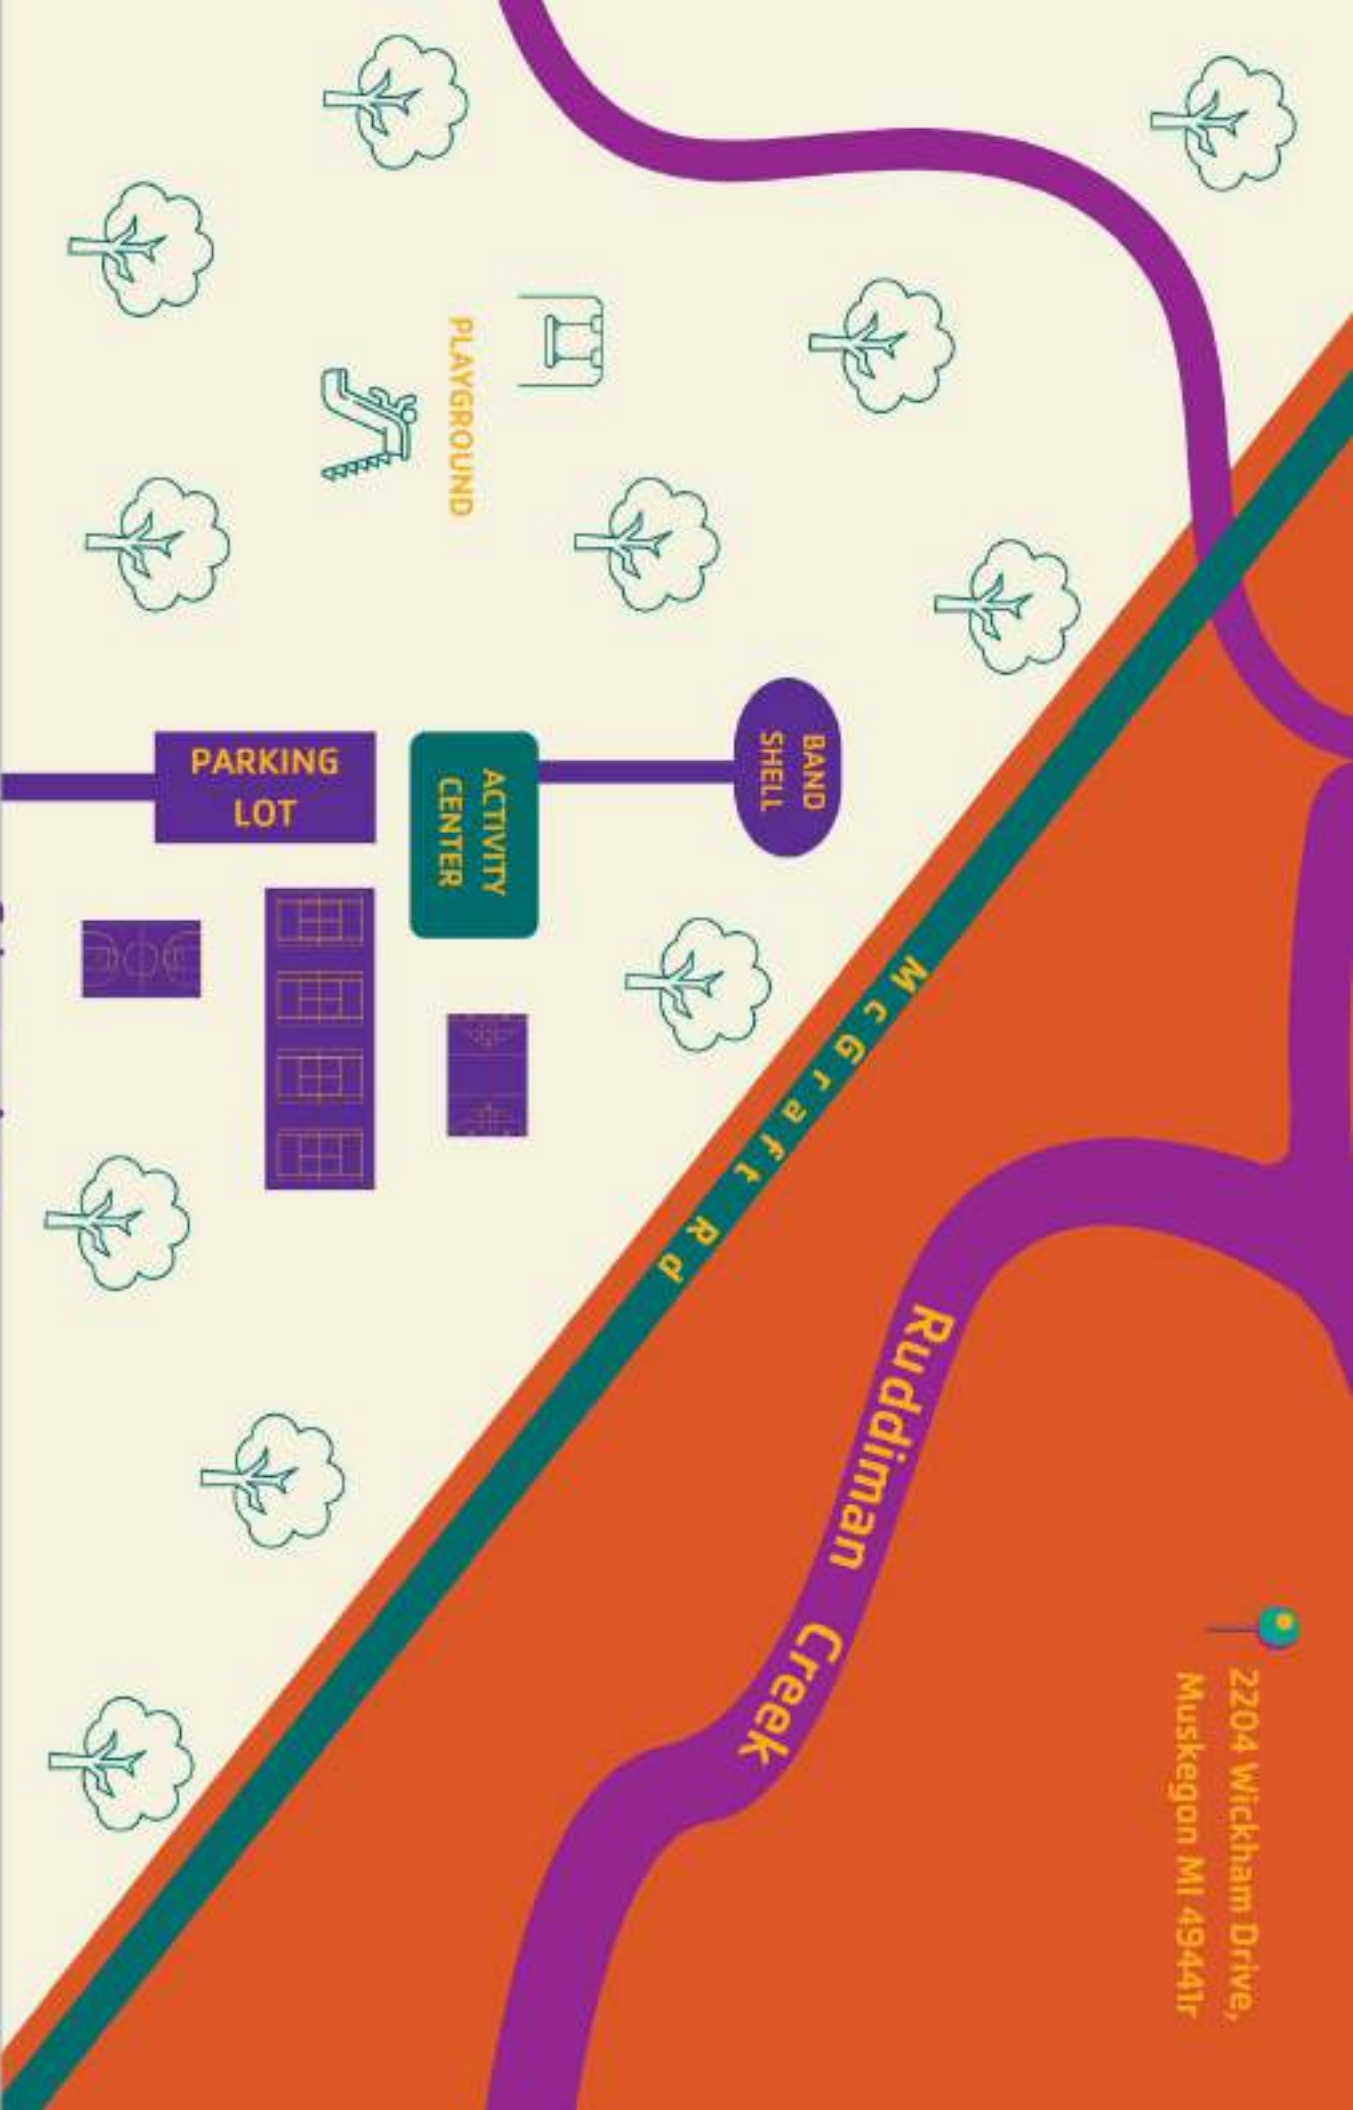 2204 Wickham Drive,
Muskegon MI 49441r
BAND
SHELL
McGraft Rd
Ruddiman Creek
PLAYGROUND
ACTIVITY
CENTER
PARKING
LOT